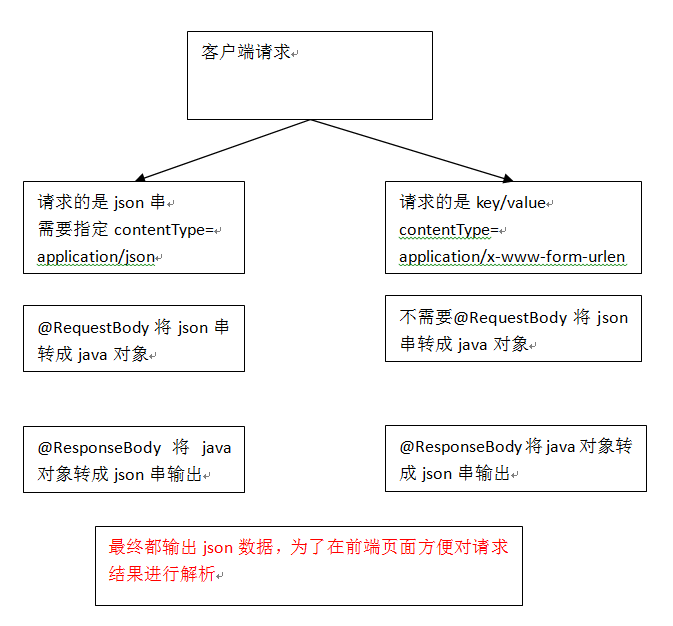 客户端请求
请求的是 json 串
需要指定 contentType=
application/json
请求的是 key/value
contentType=
application/x-www-form-urlen
@RequestBody 将 json 串
转成 java 对象
不需要@RequestBody 将 json
串转成 java 对象
@ResponseBody 将 java
对象转成 json 串输出
@ResponseBody 将 java 对象转
成 json 串输出
最终都输出 json 数据，为了在前端页面方便对请求
结果进行解析